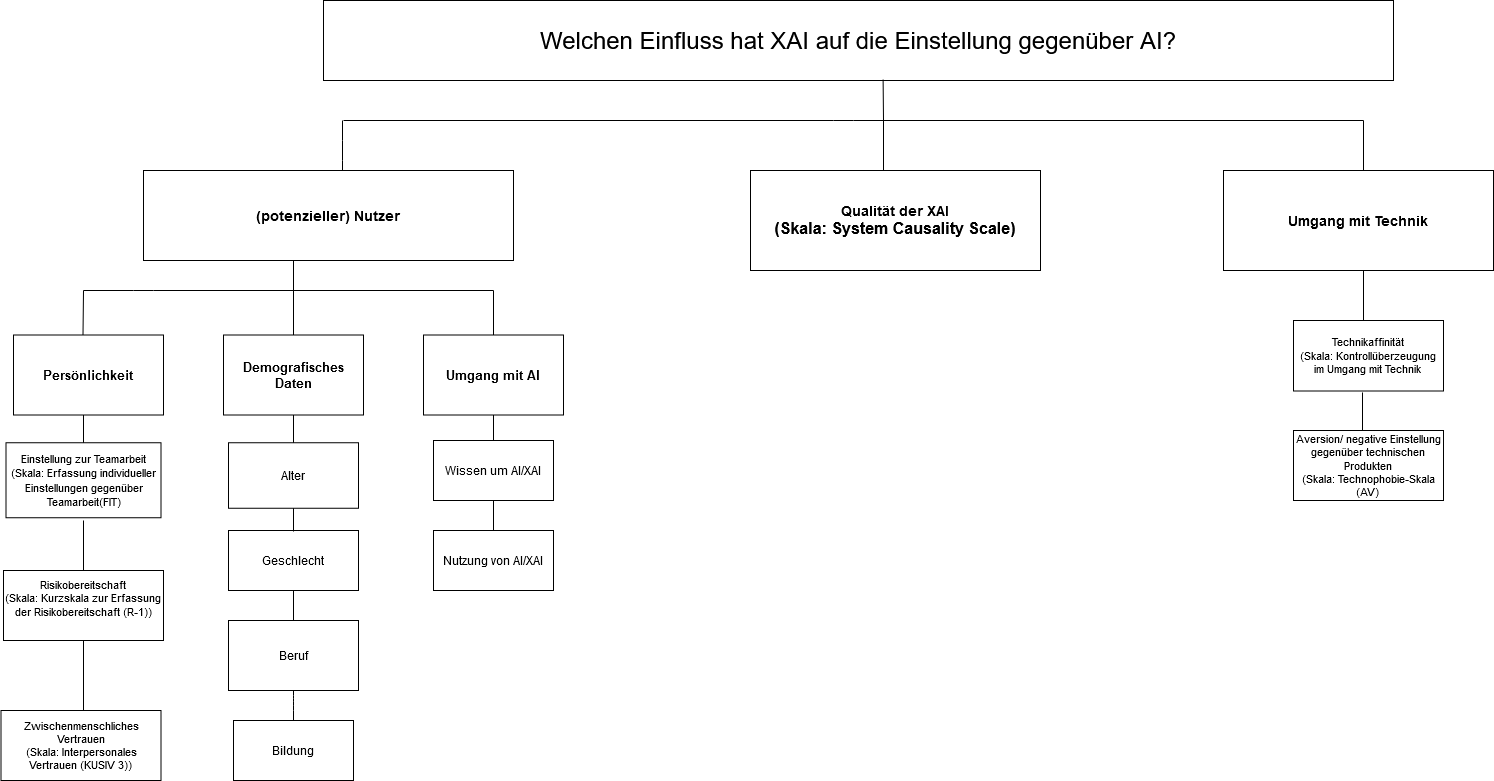 Welchen Einfluss hat XAI auf die Einstellung gegenüber AI?
(potenzieller) Nutzer
Qualität der XAI
(Skala: System Causality Scale)
Umgang mit Technik
Persönlichkeit
Demografisches
Daten
Umgang mit AI
Einstellung zur Teamarbeit
(Skala: Erfassung individueller
Einstellungen gegenüber
Teamarbeit(FIT)
Risikobereitschaft
(Skala: Kurzskala zur Erfassung
der Risikobereitschaft (R-1))
Zwischenmenschliches
Vertrauen
(Skala: Interpersonales
Vertrauen (KUSIV 3))
Alter
Geschlecht
Beruf
Bildung
Wissen um AI/XAI
Nutzung von AI/XAI
Technikaffinität
(Skala: Kontrollüberzeugung
im Umgang mit Technik
Aversion/ negative Einstellung
gegenüber technischen
Produkten
(Skala: Technophobie-Skala
(AV)